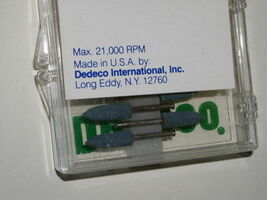 Max. 21,000 RPM
Made in U.S.A. by:
Dedeco International, Inc.
Long Eddy, N.Y. 12760